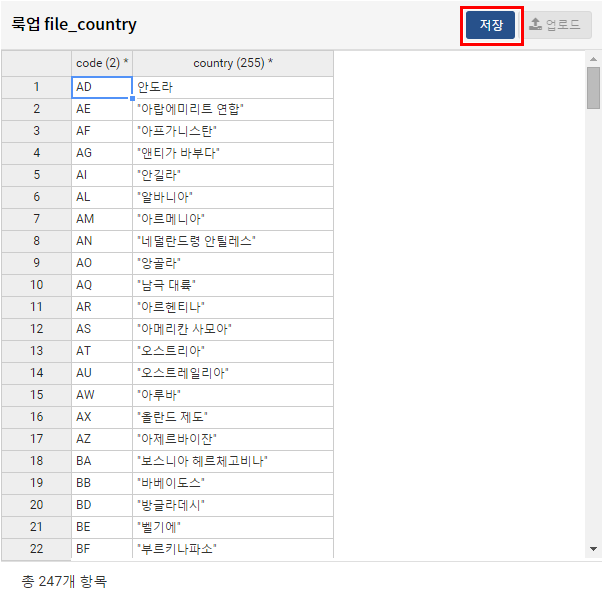 룩업 file_country 저장 업로드
code (2) * country (255) *
1 AD 안도라
2 AE "아랍에미리트 연합"
3 AF "아프가니스탄"
4 AG "앤티가 바부다"
5 AI "안길라"
6 AL "알바니아"
7 AM "아르메니아"
8 AN "네덜란드령 안틸레스"
9 AO "앙골라"
10 AQ "남극 대륙"
11 AR "아르헨티나"
12 AS "아메리칸 사모아"
13 AT "오스트리아"
14 AU "오스트레일리아"
15 AW "아루바"
16 AX "올란드 제도"
17 AZ "아제르바이잔"
18 BA "보스니아 헤르체고비나"
19 BB "바베이도스"
20 BD "방글라데시"
21 BE "벨기에"
22 BF "부르키나파소"
총 247개 항목